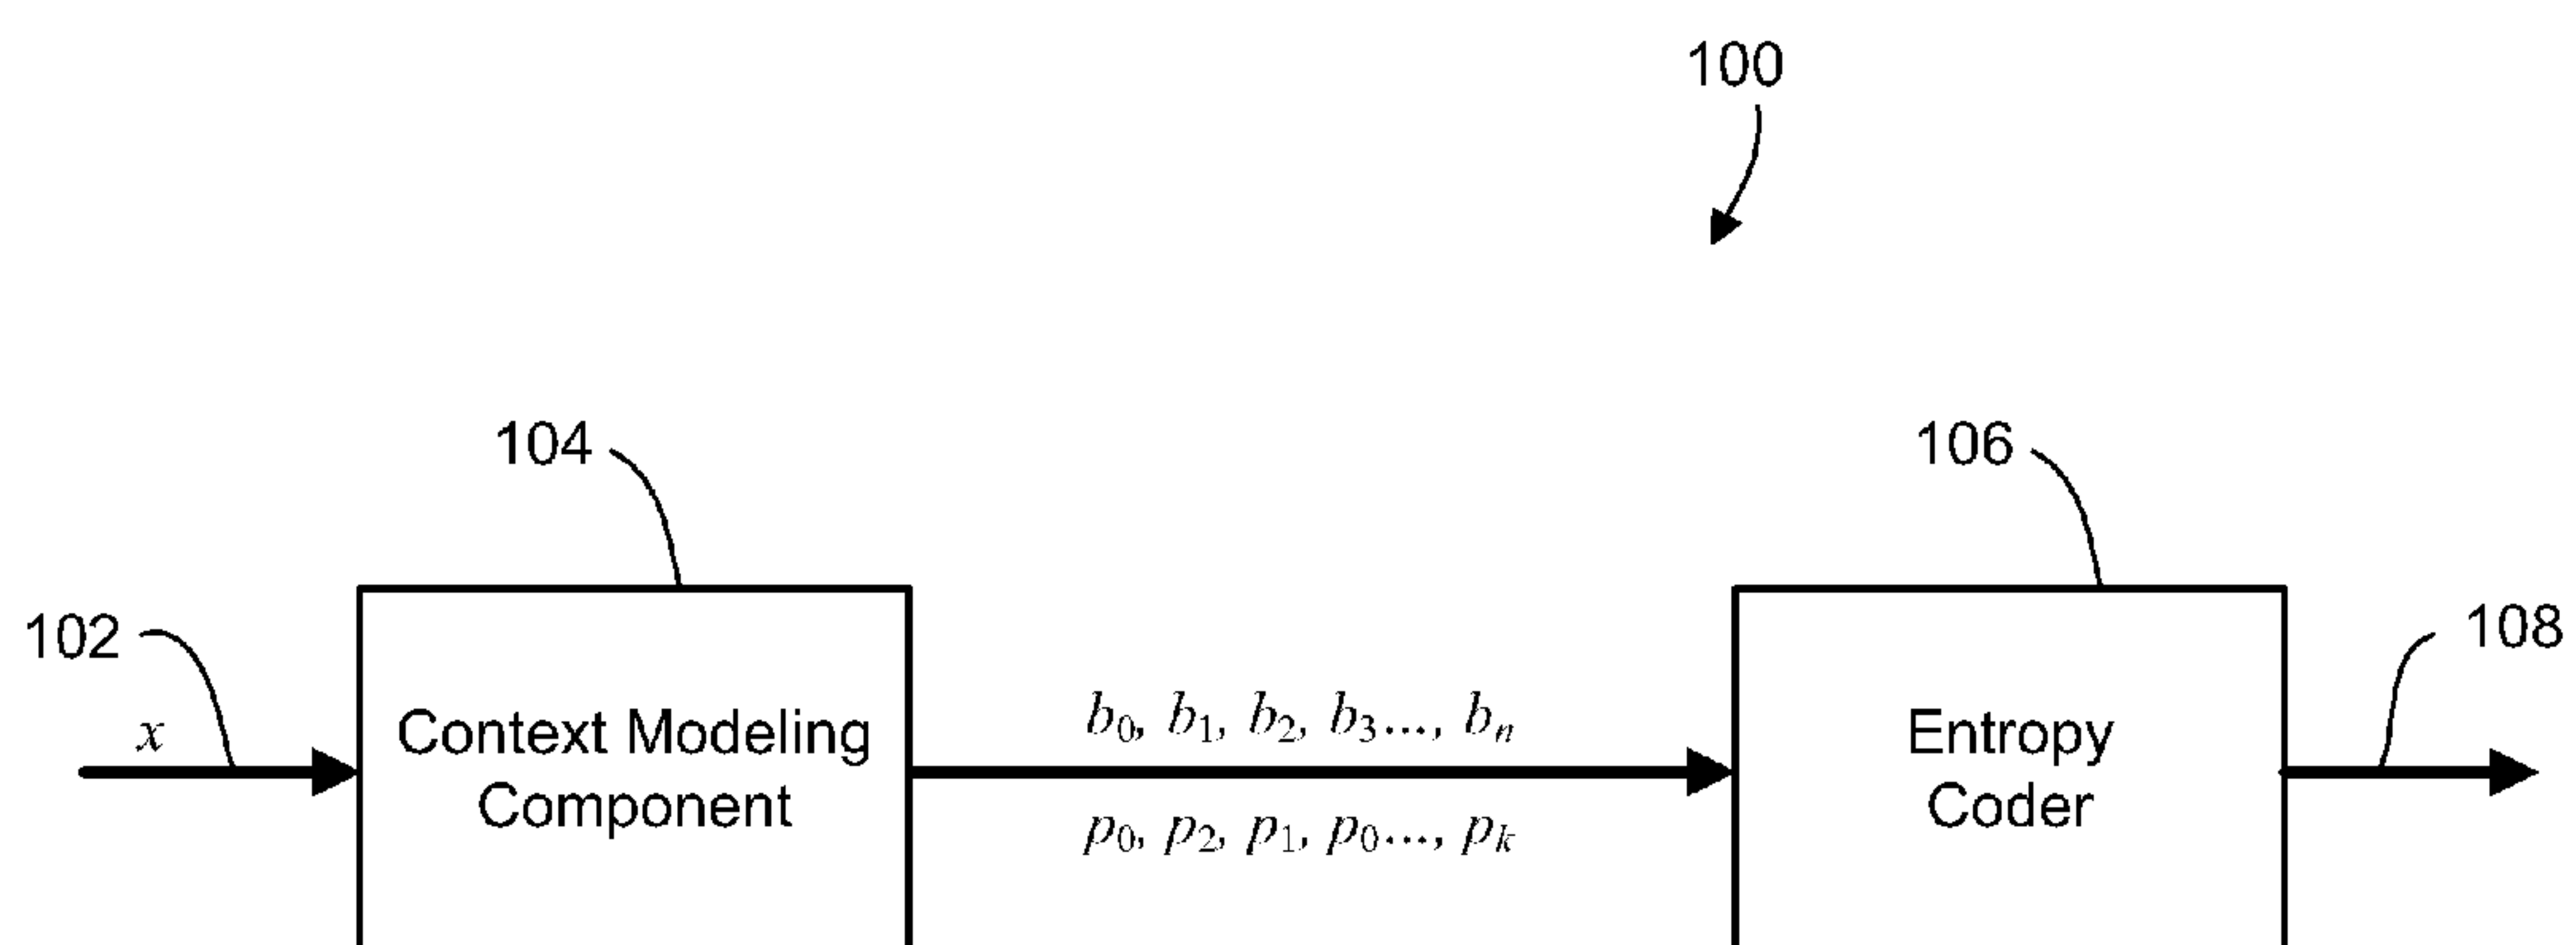 100
104
106
102
108
x
Context Modeling
Component
b₀, b₁, b₂, b₃..., bₙ
p₀, p₂, p₁, p₀..., pₖ
Entropy
Coder